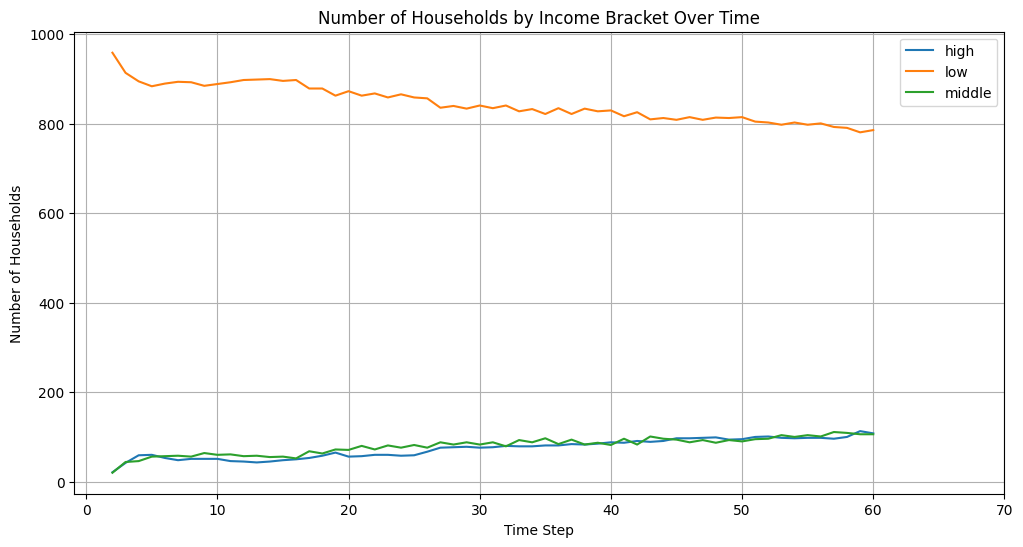 Number of Households by Income Bracket Over Time
1000
800
600
400
200
0
Number of Households
high
low
middle
0 10 20 30 40 50 60 70
Time Step